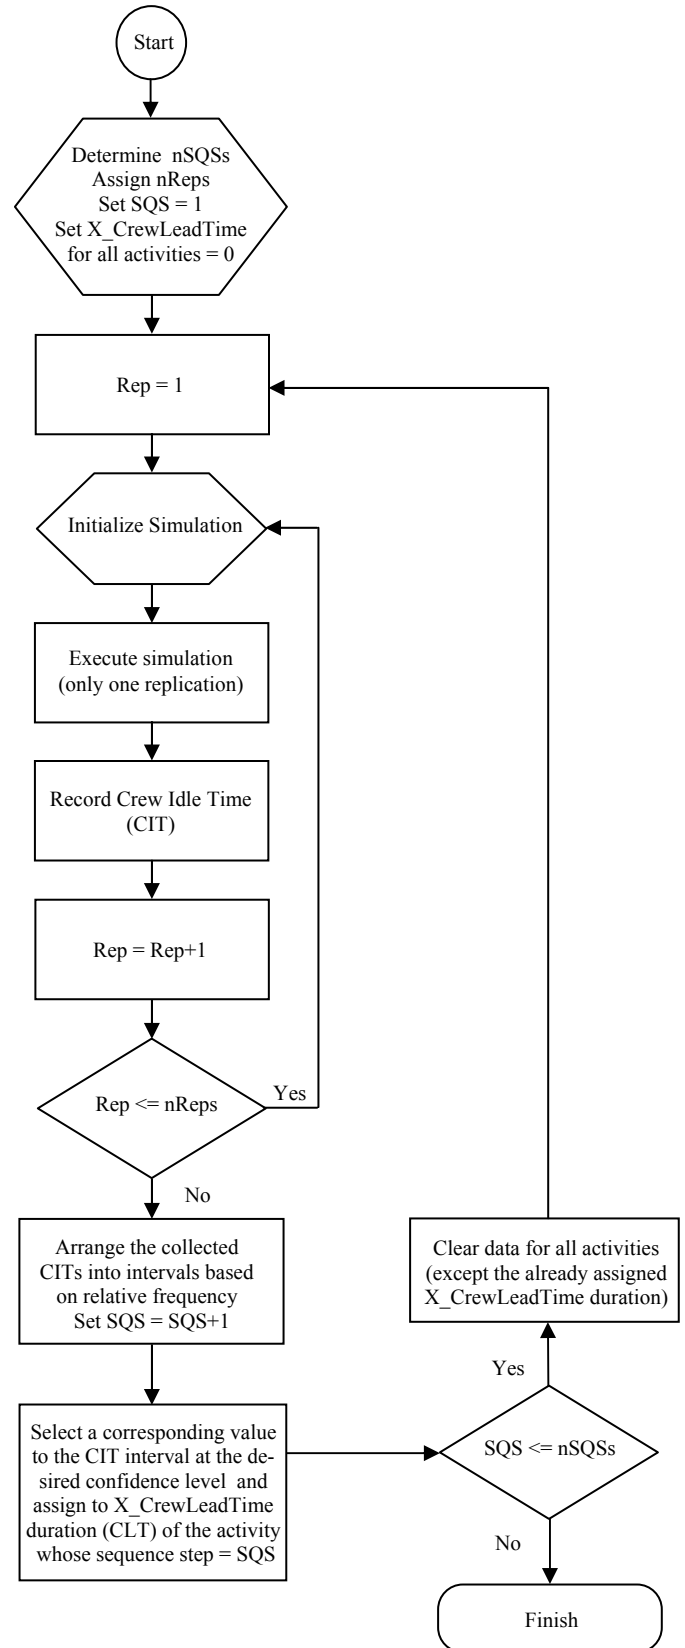 Start
Determine nSQSs
Assign nReps
Set SQS = 1
Set X_CrewLeadTime
for all activities = 0
Rep = 1
Initialize Simulation
Execute simulation
(only one replication)
Record Crew Idle Time
(CIT)
Rep = Rep+1
Rep <= nReps
Yes
No
Arrange the collected
CITs into intervals based
on relative frequency
Set SQS = SQS+1
Select a corresponding value
to the CIT interval at the de-
sired confidence level and
assign to X_CrewLeadTime
duration (CLT) of the activity
whose sequence step = SQS
SQS <= nSQSs
Yes
Clear data for all activities
(except the already assigned
X_CrewLeadTime duration)
No
Finish